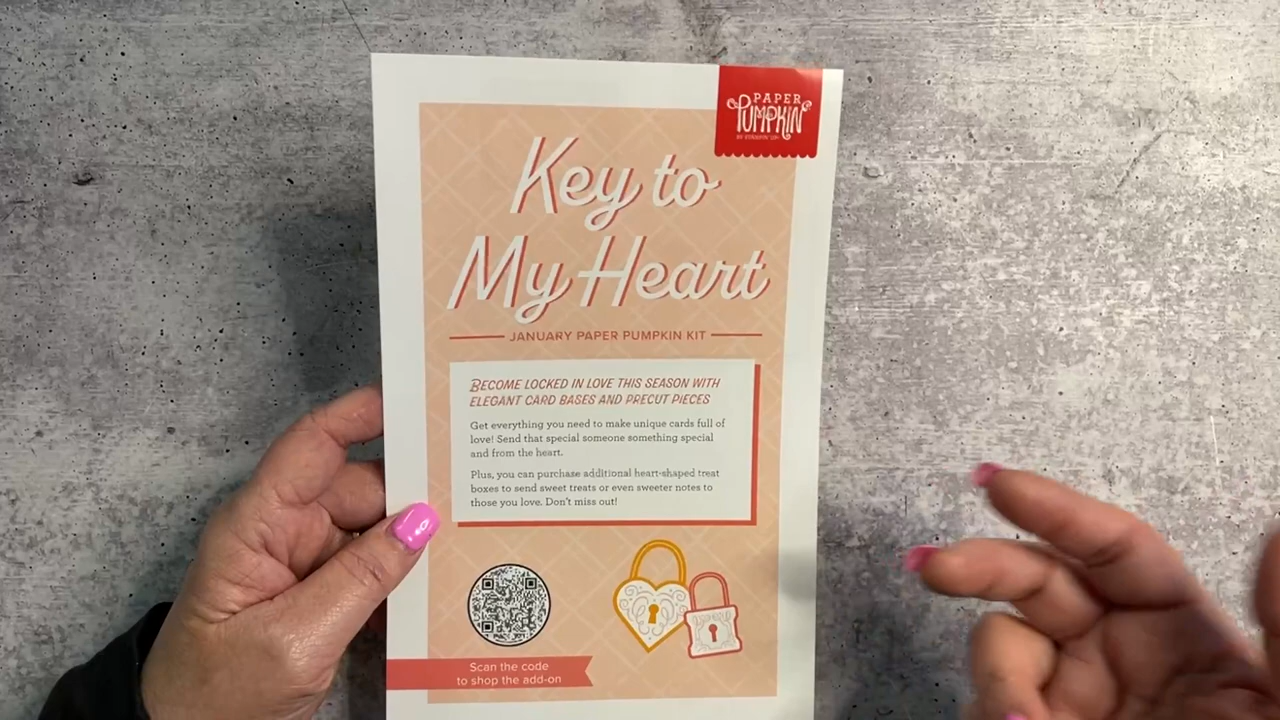 PAPER
PUMPKIN
BY STAMPIN' UP!
Key to
My Heart
JANUARY PAPER PUMPKIN KIT
BECOME LOCKED IN LOVE THIS SEASON WITH
ELEGANT CARD BASES AND PRECUT PIECES
Get everything you need to make unique cards full of
love! Send that special someone something special
and from the heart.
Plus, you can purchase additional heart-shaped treat
boxes to send sweet treats or even sweeter notes to
those you love. Don't miss out!
Scan the code
to shop the add-on